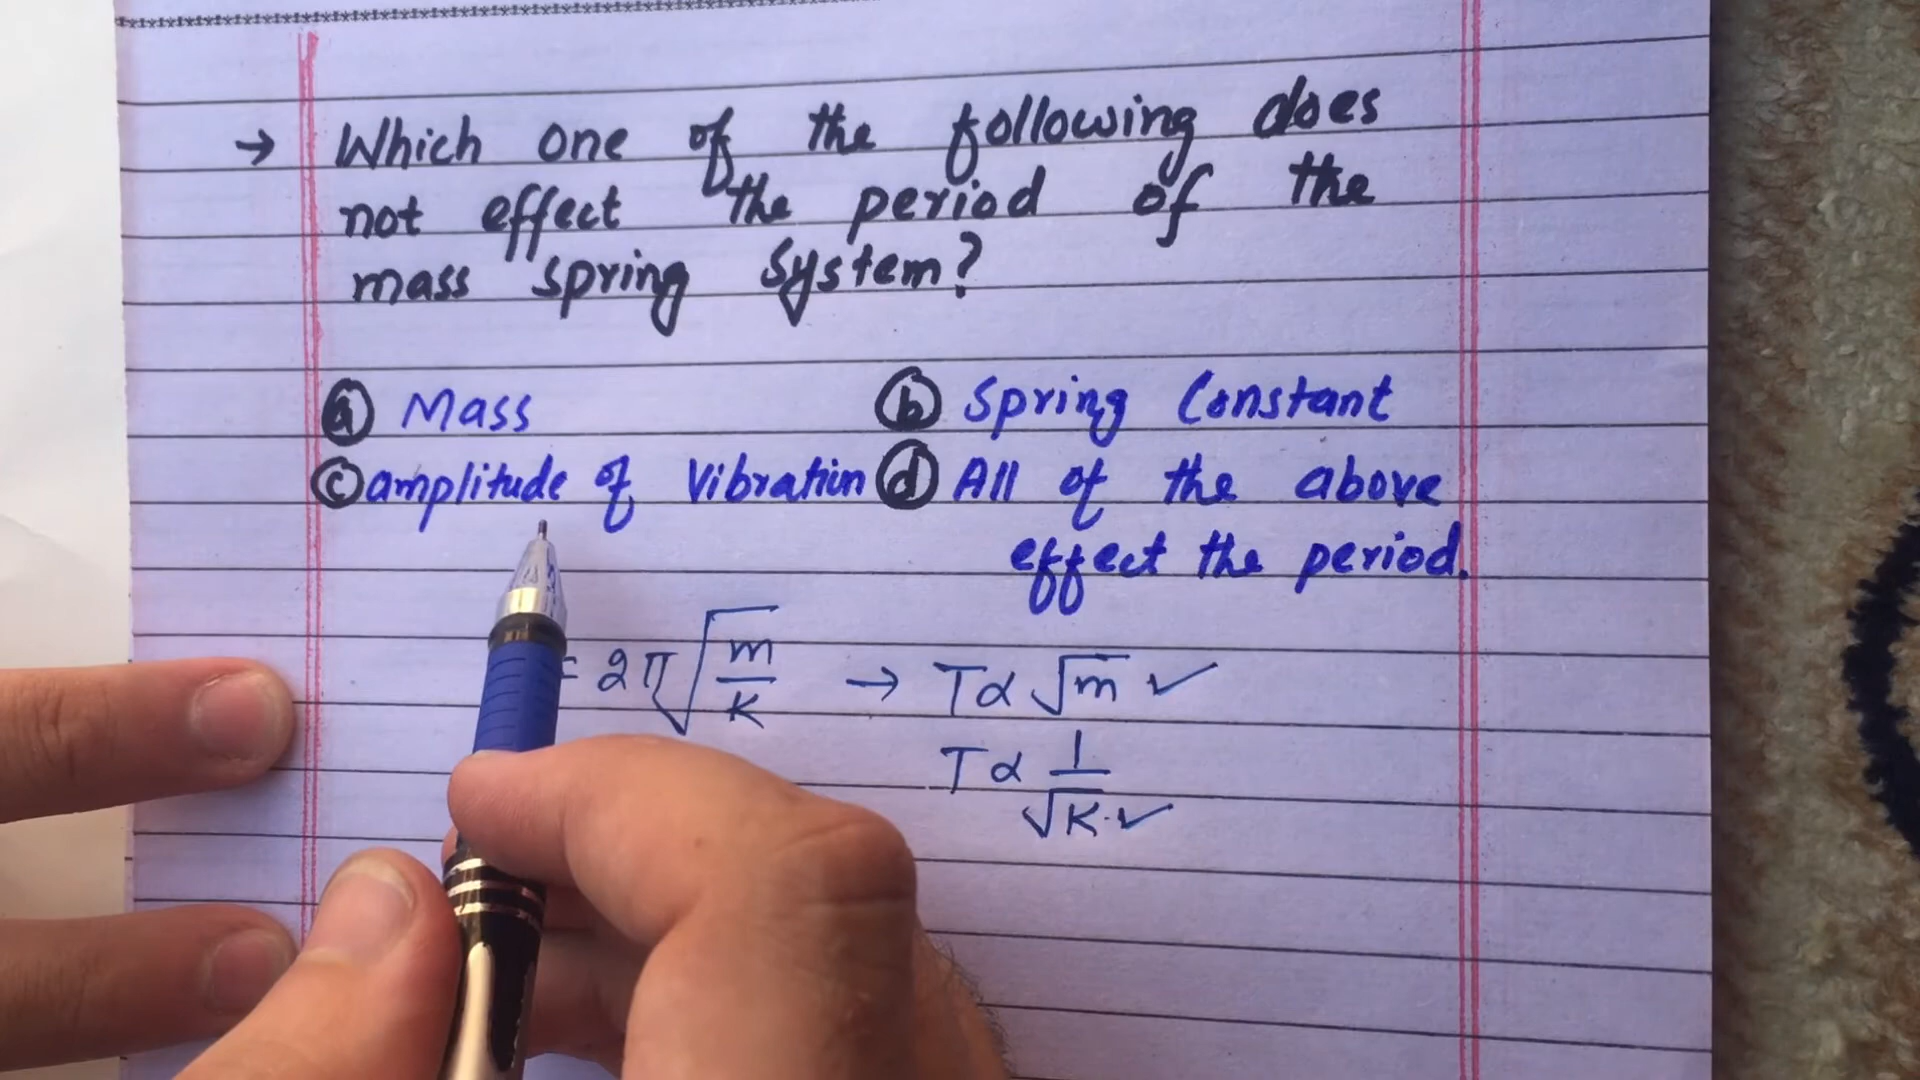 → Which one of the following does
not effect the period of the
mass spring system?
ⓐ Mass ⓑ Spring Constant
ⓒ amplitude of Vibration ⓓ All of the above
effect the period.
= 2π√(m/K) → T α √m ✓
T α 1/√K ✓